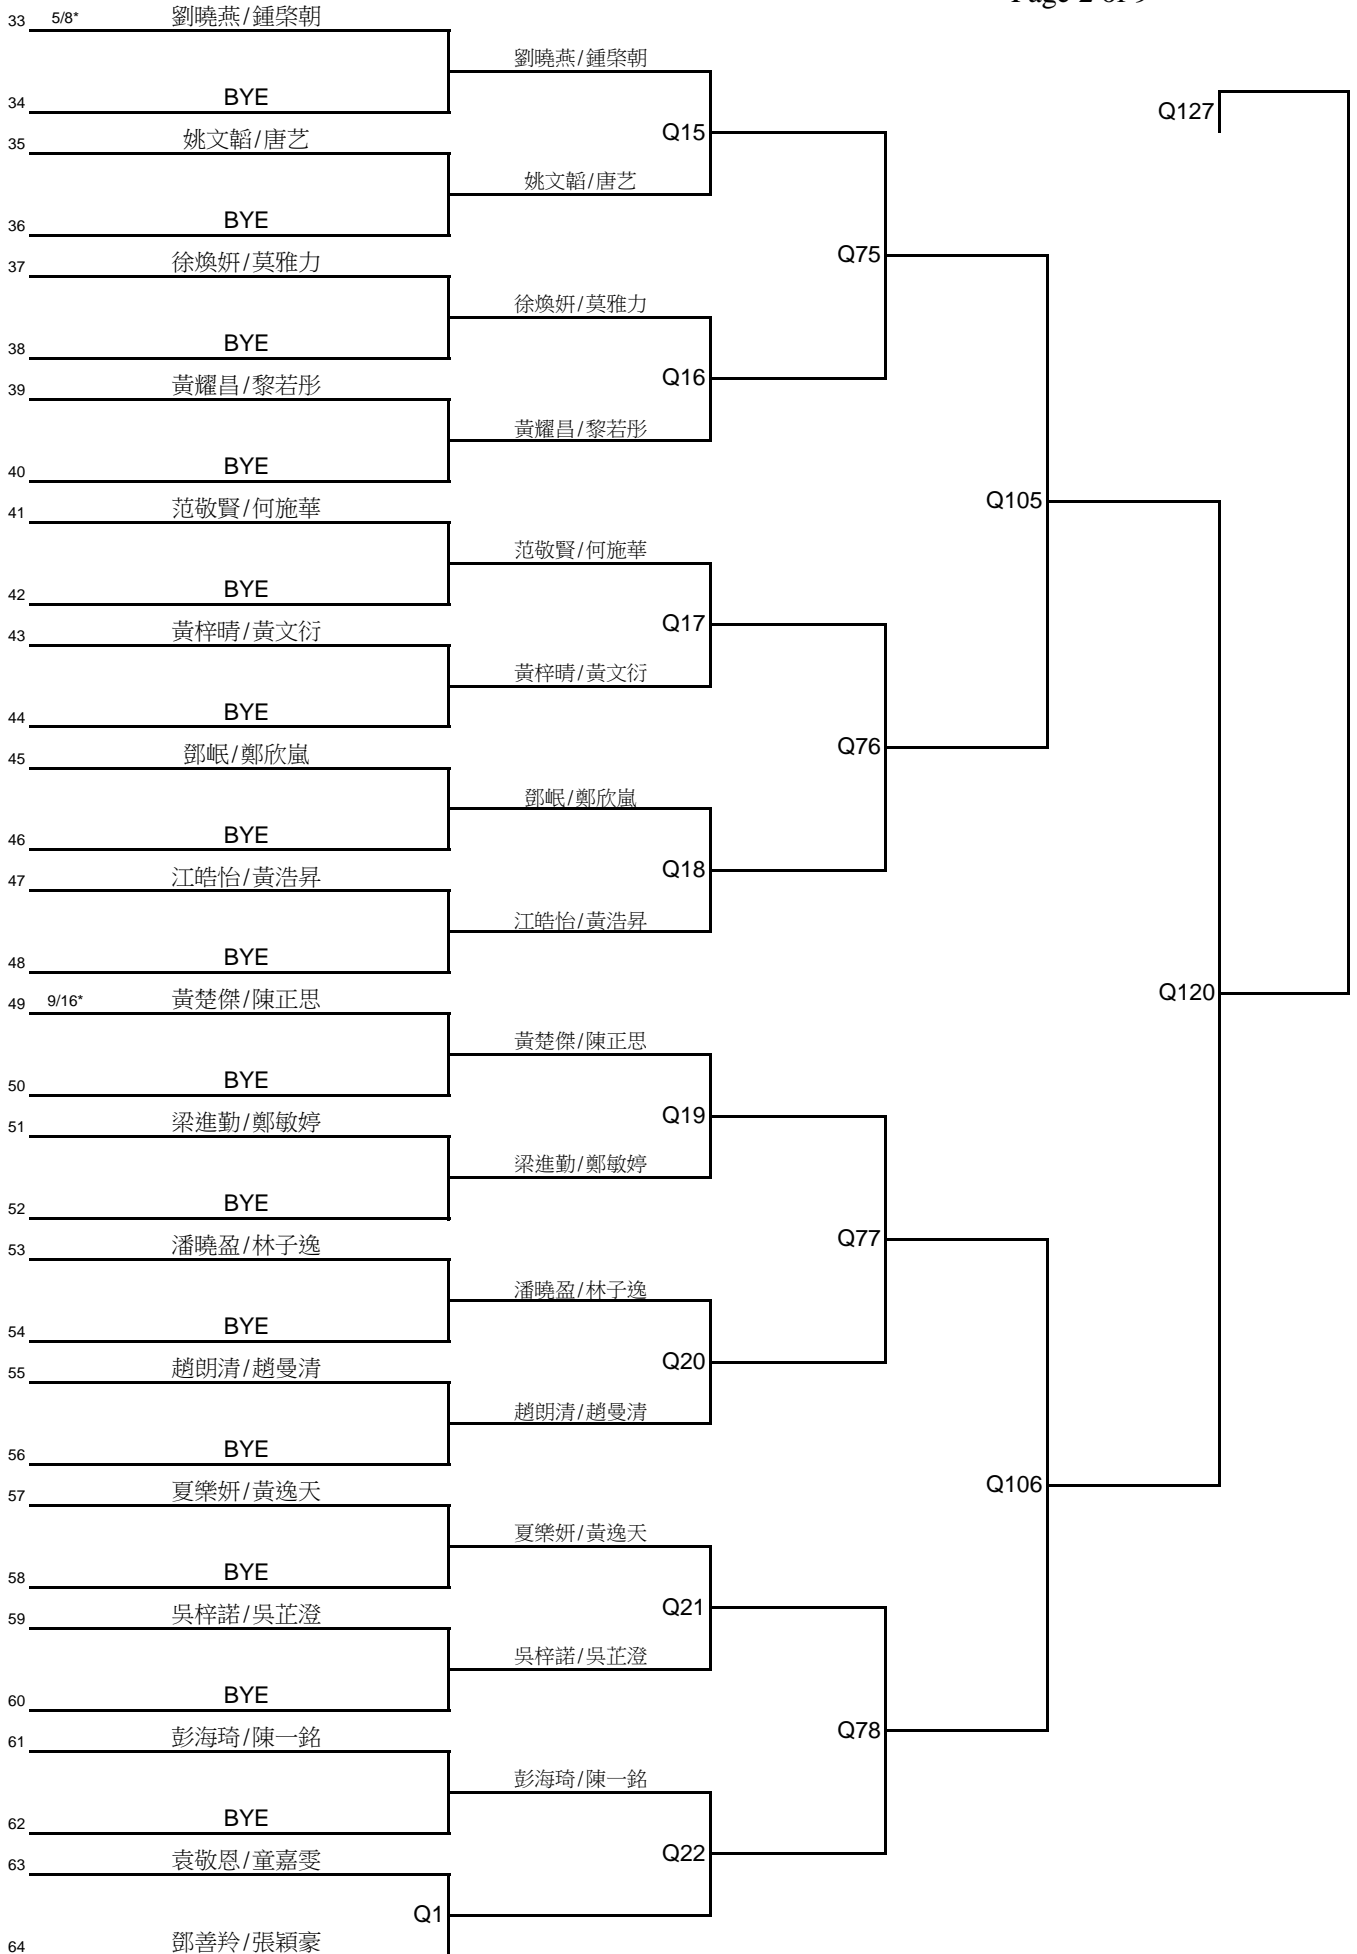 Page 2 of 9
33 5/8* 劉曉燕/鍾棨朝
劉曉燕/鍾棨朝
34 BYE
Q127
35 姚文韜/唐艺
Q15
姚文韜/唐艺
36 BYE
Q75
37 徐煥妍/莫雅力
徐煥妍/莫雅力
38 BYE
Q16
39 黃耀昌/黎若彤
黃耀昌/黎若彤
40 BYE
Q105
41 范敬賢/何施華
范敬賢/何施華
42 BYE
Q17
43 黃梓晴/黃文衍
黃梓晴/黃文衍
44 BYE
Q76
45 鄧岷/鄭欣嵐
鄧岷/鄭欣嵐
46 BYE
Q18
47 江皓怡/黃浩昇
江皓怡/黃浩昇
48 BYE
Q120
49 9/16* 黃楚傑/陳正思
黃楚傑/陳正思
50 BYE
Q19
51 梁進勤/鄭敏婷
梁進勤/鄭敏婷
52 BYE
Q77
53 潘曉盈/林子逸
潘曉盈/林子逸
54 BYE
Q20
55 趙朗清/趙曼清
趙朗清/趙曼清
56 BYE
Q106
57 夏樂妍/黃逸天
夏樂妍/黃逸天
58 BYE
Q21
59 吳梓諾/吳芷澄
吳梓諾/吳芷澄
60 BYE
Q78
61 彭海琦/陳一銘
彭海琦/陳一銘
62 BYE
Q22
63 袁敬恩/童嘉雯
Q1
64 鄧善羚/張穎豪